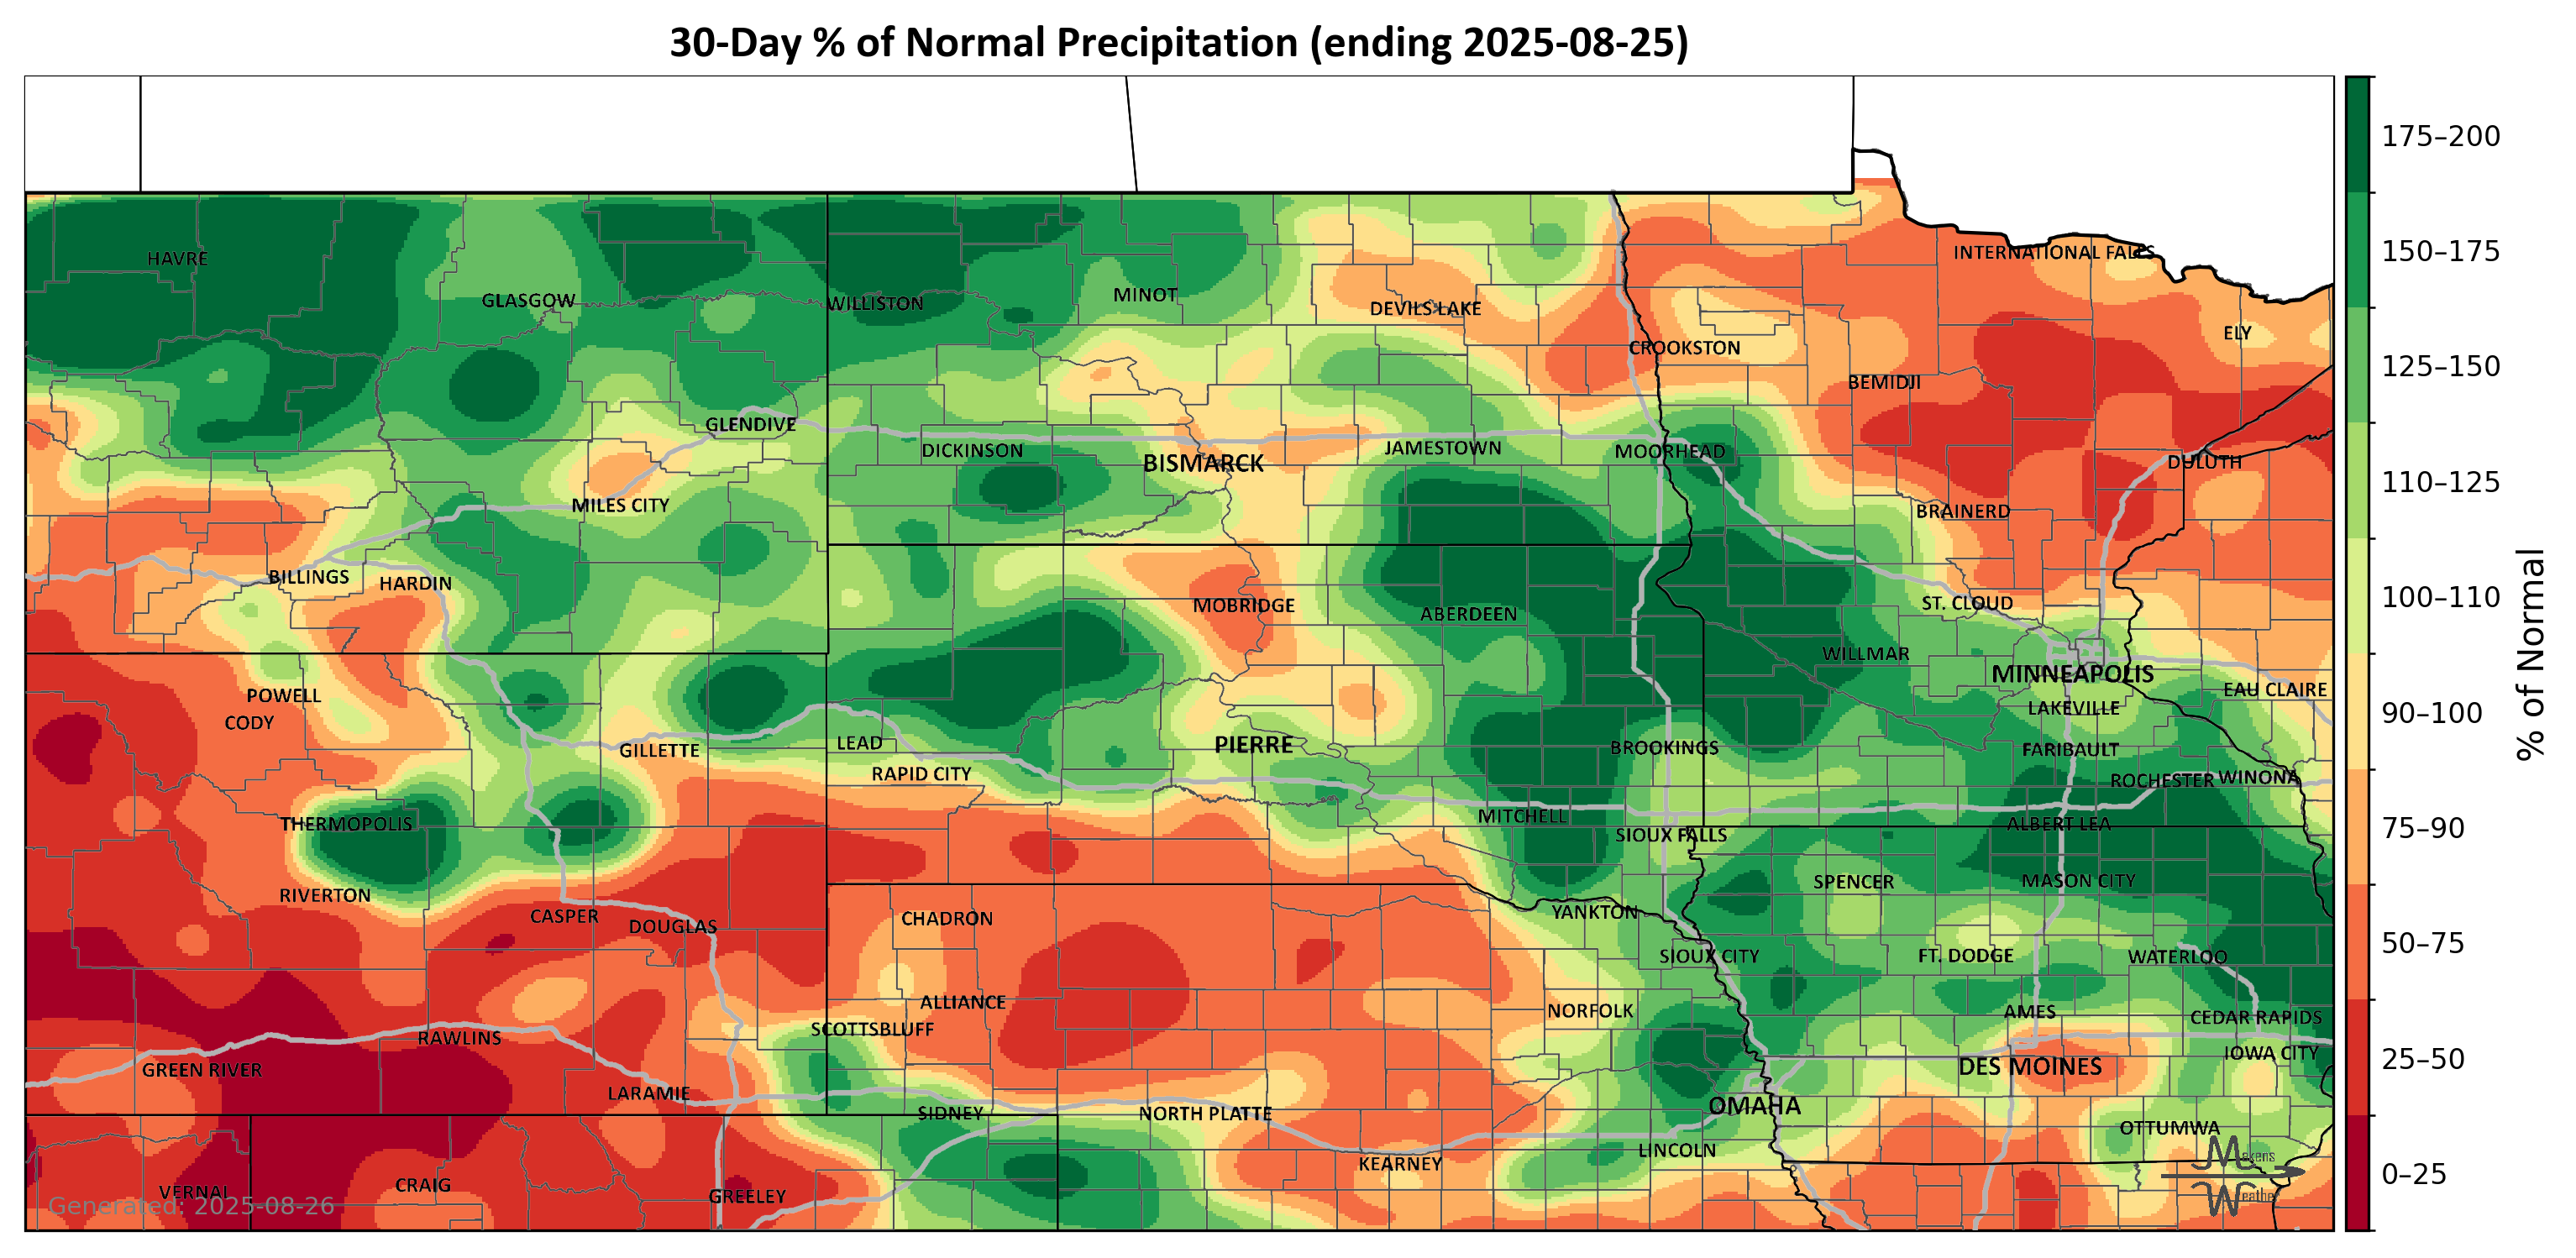 30-Day % of Normal Precipitation (ending 2025-08-25)
INTERNATIONAL FALLS
HAVRE
GLASGOW
WILLISTON
MINOT
DEVILS LAKE
ELY
CROOKSTON
BEMIDJI
GLENDIVE
DICKINSON
BISMARCK
JAMESTOWN
MOORHEAD
DULUTH
MILES CITY
BRAINERD
BILLINGS
HARDIN
MOBRIDGE
ABERDEEN
ST. CLOUD
WILLMAR
MINNEAPOLIS
EAU CLAIRE
POWELL
CODY
LAKEVILLE
GILLETTE
LEAD
PIERRE
BROOKINGS
FARIBAULT
RAPID CITY
ROCHESTER
WINONA
THERMOPOLIS
MITCHELL
ALBERT LEA
SIOUX FALLS
RIVERTON
SPENCER
MASON CITY
CASPER
DOUGLAS
CHADRON
YANKTON
SIOUX CITY
FT. DODGE
WATERLOO
ALLIANCE
NORFOLK
AMES
CEDAR RAPIDS
SCOTTSBLUFF
RAWLINS
IOWA CITY
GREEN RIVER
DES MOINES
LARAMIE
SIDNEY
NORTH PLATTE
OMAHA
OTTUMWA
LINCOLN
KEARNEY
VERNAL
CRAIG
GREELEY
Generated: 2025-08-26
Makens
Weather
175–200
150–175
125–150
110–125
100–110
90–100
75–90
50–75
25–50
0–25
% of Normal